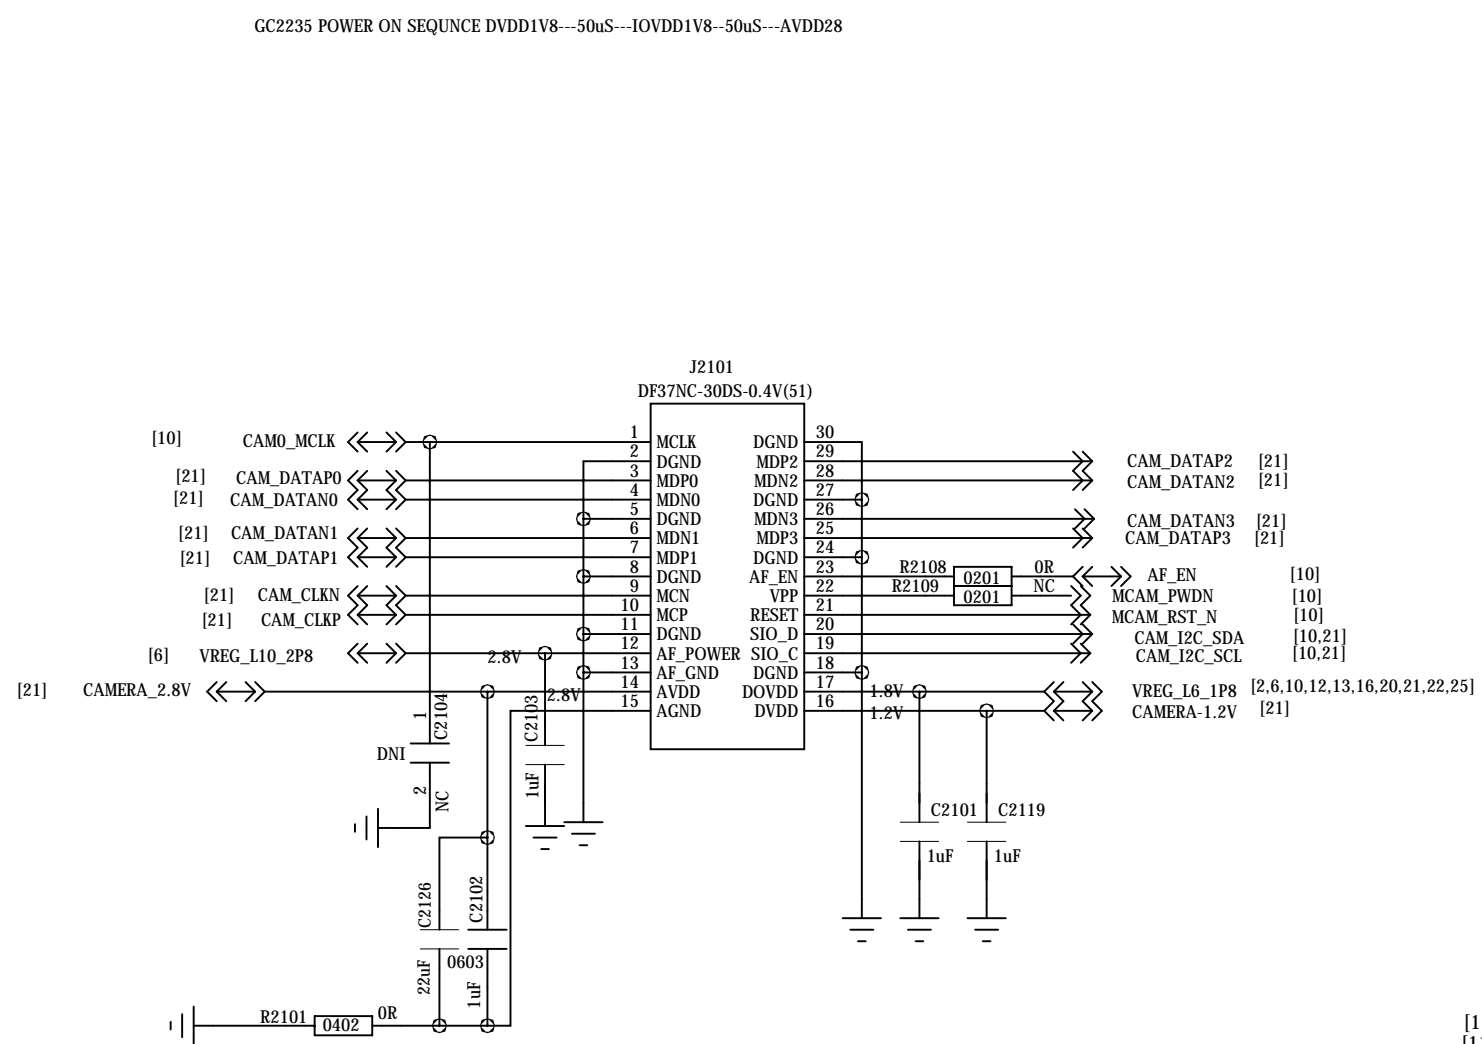 GC2235 POWER ON SEQUNCE DVDD1V8---50uS---IOVDD1V8--50uS---AVDD28
J2101
DF37NC-30DS-0.4V(51)
[10] CAM0_MCLK 1 MCLK DGND 30
2 DGND MDP2 29 CAM_DATAP2 [21]
[21] CAM_DATAP0 3 MDP0 MDN2 28 CAM_DATAN2 [21]
[21] CAM_DATAN0 4 MDN0 DGND 27
5 DGND MDN3 26 CAM_DATAN3 [21]
[21] CAM_DATAN1 6 MDN1 MDP3 25 CAM_DATAP3 [21]
[21] CAM_DATAP1 7 MDP1 DGND 24
8 DGND AF_EN 23 R2108 0201 0R AF_EN [10]
[21] CAM_CLKN 9 MCN VPP 22 R2109 0201 NC MCAM_PWDN [10]
[21] CAM_CLKP 10 MCP RESET 21 MCAM_RST_N [10]
11 DGND SIO_D 20 CAM_I2C_SDA [10,21]
[6] VREG_L10_2P8 2.8V 12 AF_POWER SIO_C 19 CAM_I2C_SCL [10,21]
13 AF_GND DGND 18
[21] CAMERA_2.8V 2.8V 14 AVDD DOVDD 17 1.8V VREG_L6_1P8 [2,6,10,12,13,16,20,21,22,25]
15 AGND DVDD 16 1.2V CAMERA-1.2V [21]
1 C2104
DNI
2 NC
C2103
1uF
C2101 C2119
1uF 1uF
C2126 C2102
22uF 0603 1uF
R2101 0402 0R
[1